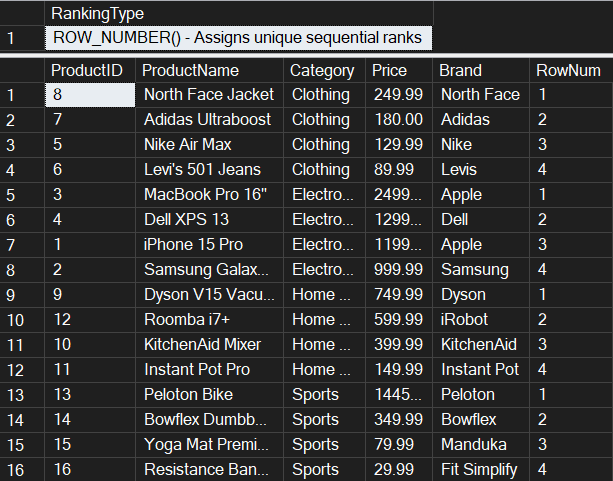 RankingType
1 ROW_NUMBER() - Assigns unique sequential ranks
ProductID ProductName Category Price Brand RowNum
1 8 North Face Jacket Clothing 249.99 North Face 1
2 7 Adidas Ultraboost Clothing 180.00 Adidas 2
3 5 Nike Air Max Clothing 129.99 Nike 3
4 6 Levi's 501 Jeans Clothing 89.99 Levis 4
5 3 MacBook Pro 16" Electro... 2499... Apple 1
6 4 Dell XPS 13 Electro... 1299... Dell 2
7 1 iPhone 15 Pro Electro... 1199... Apple 3
8 2 Samsung Galax... Electro... 999.99 Samsung 4
9 9 Dyson V15 Vacu... Home ... 749.99 Dyson 1
10 12 Roomba i7+ Home ... 599.99 iRobot 2
11 10 KitchenAid Mixer Home ... 399.99 KitchenAid 3
12 11 Instant Pot Pro Home ... 149.99 Instant Pot 4
13 13 Peloton Bike Sports 1445... Peloton 1
14 14 Bowflex Dumbb... Sports 349.99 Bowflex 2
15 15 Yoga Mat Premi... Sports 79.99 Manduka 3
16 16 Resistance Ban... Sports 29.99 Fit Simplify 4